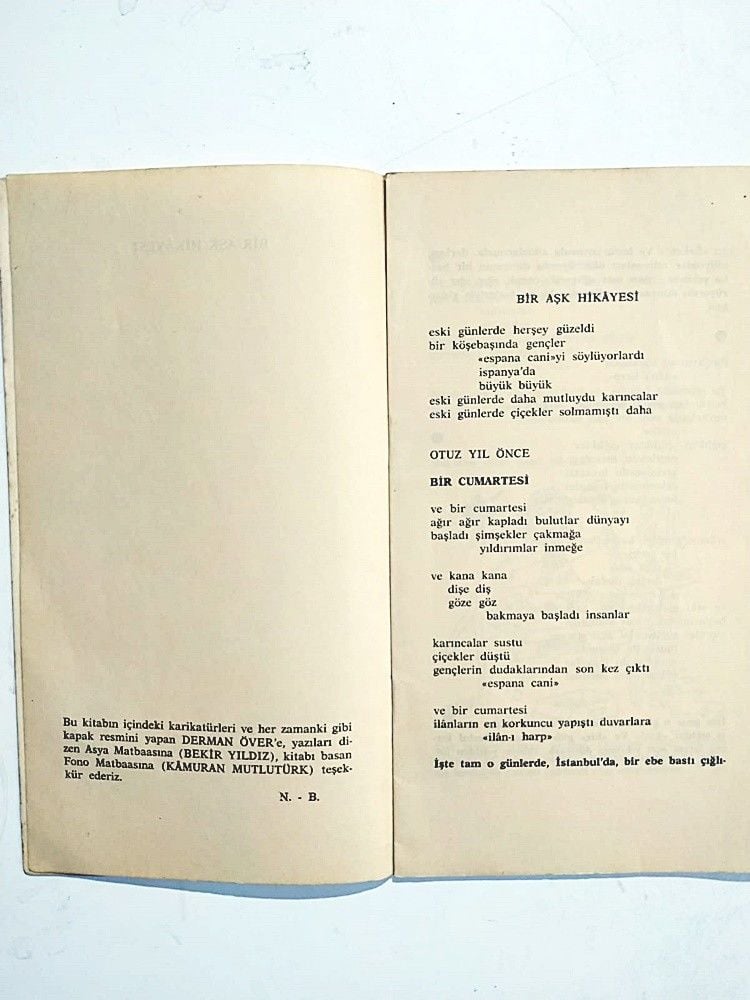 Bu kitabın içindeki karikatürleri ve her zamanki gibi
kapak resmini yapan DERMAN ÖVER'e, yazıları di-
zen Asya Matbaasına (BEKİR YILDIZ), kitabı basan
Fono Matbaasına (KÂMURAN MUTLUTÜRK) teşek-
kür ederiz.
N. - B.
BİR AŞK HİKÂYESİ
eski günlerde herşey güzeldi
bir köşebaşında gençler
«espana cani»yi söylüyorlardı
ispanya'da
büyük büyük
eski günlerde daha mutluydu karıncalar
eski günlerde çiçekler solmamıştı daha
OTUZ YIL ÖNCE
BİR CUMARTESİ
ve bir cumartesi
ağır ağır kapladı bulutlar dünyayı
başladı şimşekler çakmağa
yıldırımlar inmeğe
ve kana kana
dişe diş
göze göz
bakmaya başladı insanlar
karıncalar sustu
çiçekler düştü
gençlerin dudaklarından son kez çıktı
«espana cani»
ve bir cumartesi
ilânların en korkuncu yapıştı duvarlara
«ilân-ı harp»
İşte tam o günlerde, İstanbul'da, bir ebe bastı çığlı-